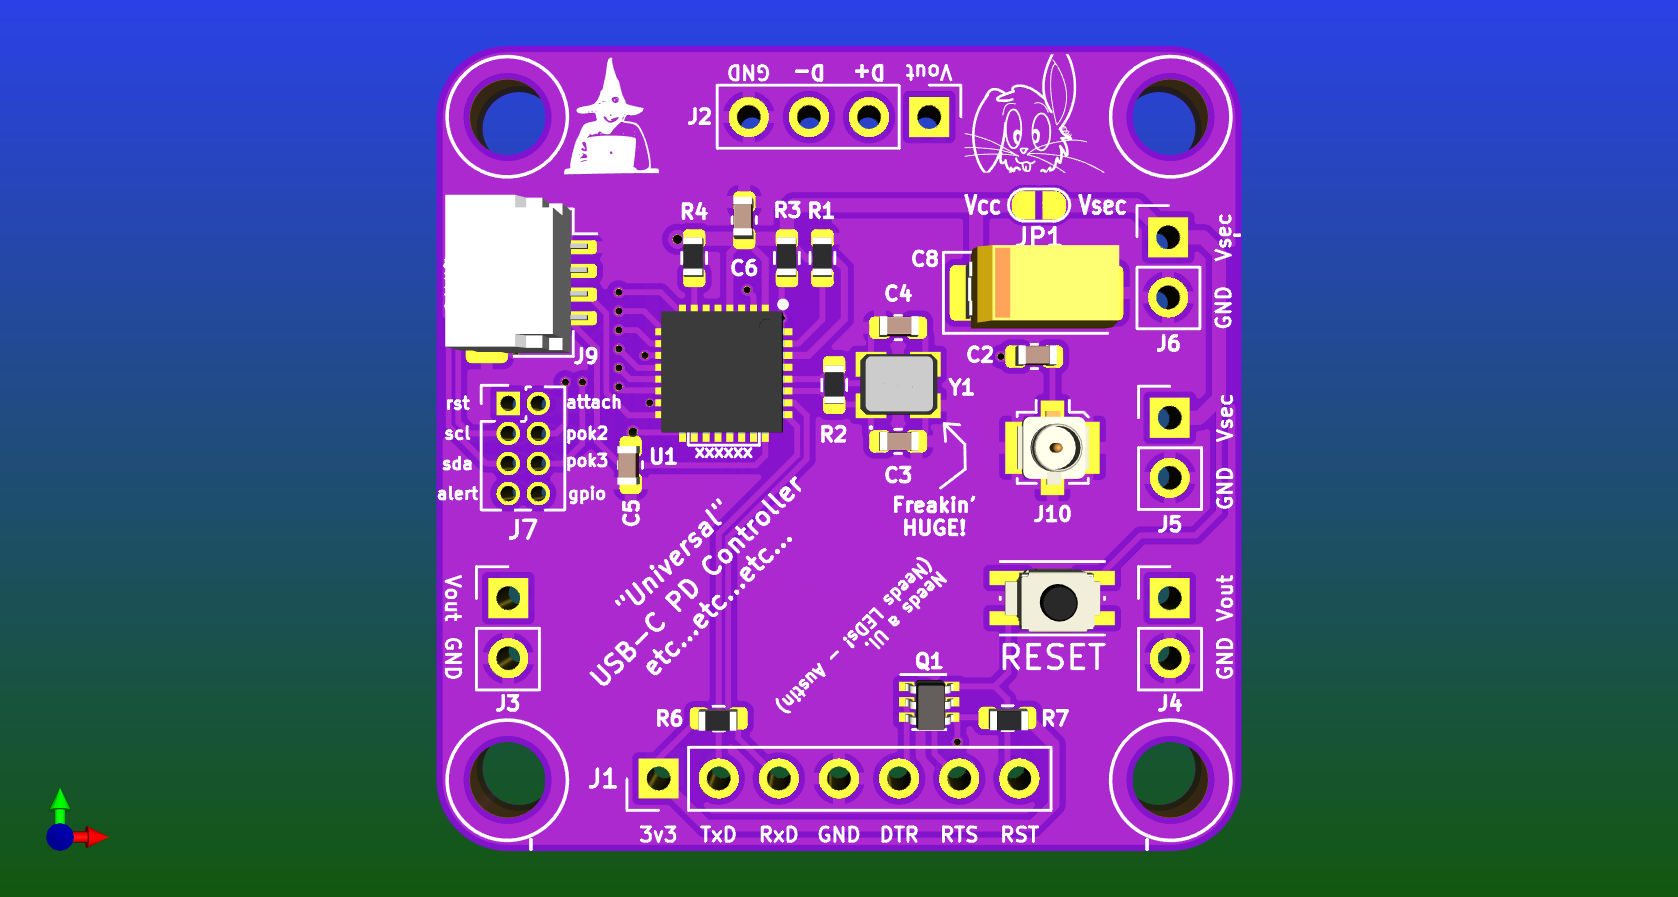 GND D- D+ Vout
J2
Vcc Vsec
JP1
R4 R3 R1
C6
C8
C4
Vsec
GND
J6
J9
C2
Y1
R2
C3
rst attach
scl pok2
sda pok3
alert gpio
J7
U1
xxxxxx
C5
Freakin'
HUGE!
J10
Vsec
GND
J5
"Universal"
USB-C PD Controller
etc...etc...etc...
Needs a UI.
(Needs LEDs! - Austin)
Vout
GND
J3
RESET
Vout
GND
J4
Q1
R6
R7
J1
3v3 TxD RxD GND DTR RTS RST